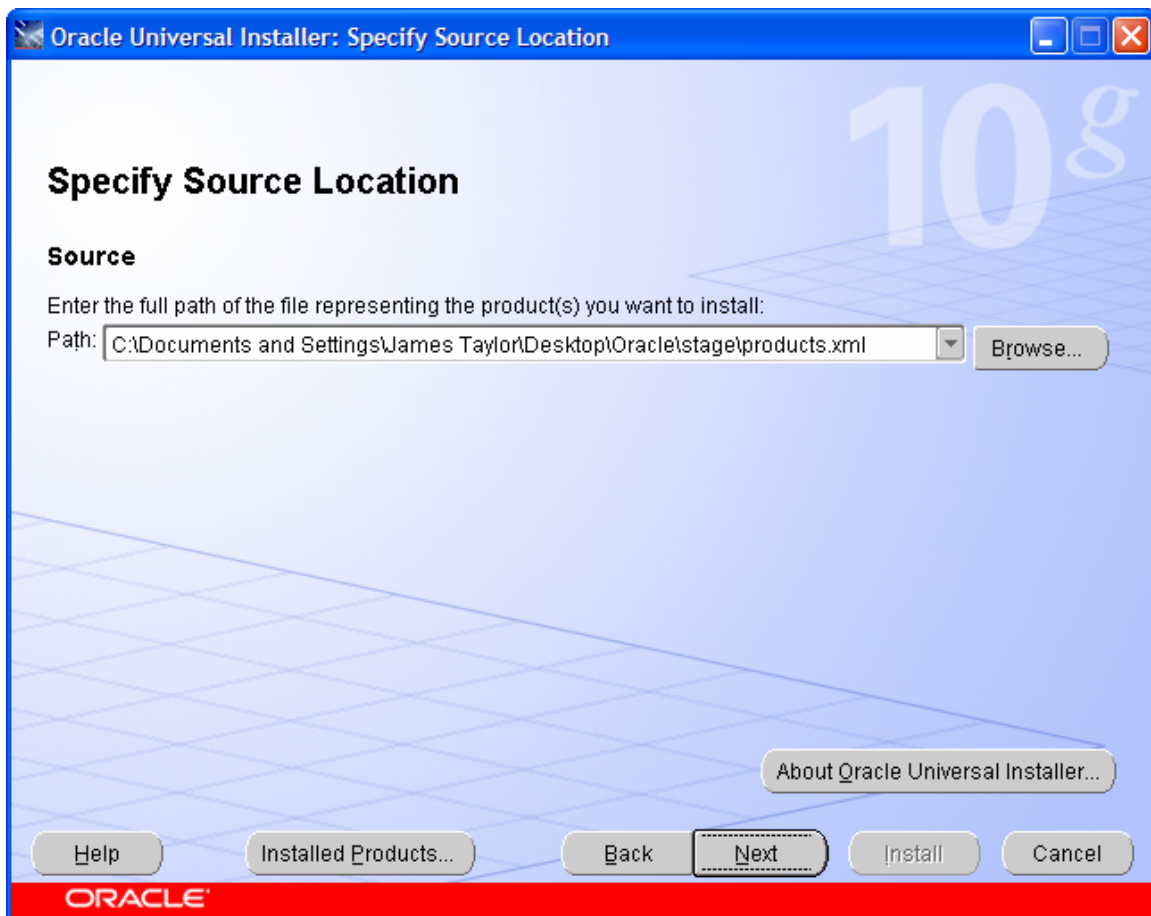 Oracle Universal Installer: Specify Source Location
10g
Specify Source Location
Source
Enter the full path of the file representing the product(s) you want to install:
Path: C:\Documents and Settings\James Taylor\Desktop\Oracle\stage\products.xml Browse...
About Oracle Universal Installer...
Help Installed Products... Back Next Install Cancel
ORACLE